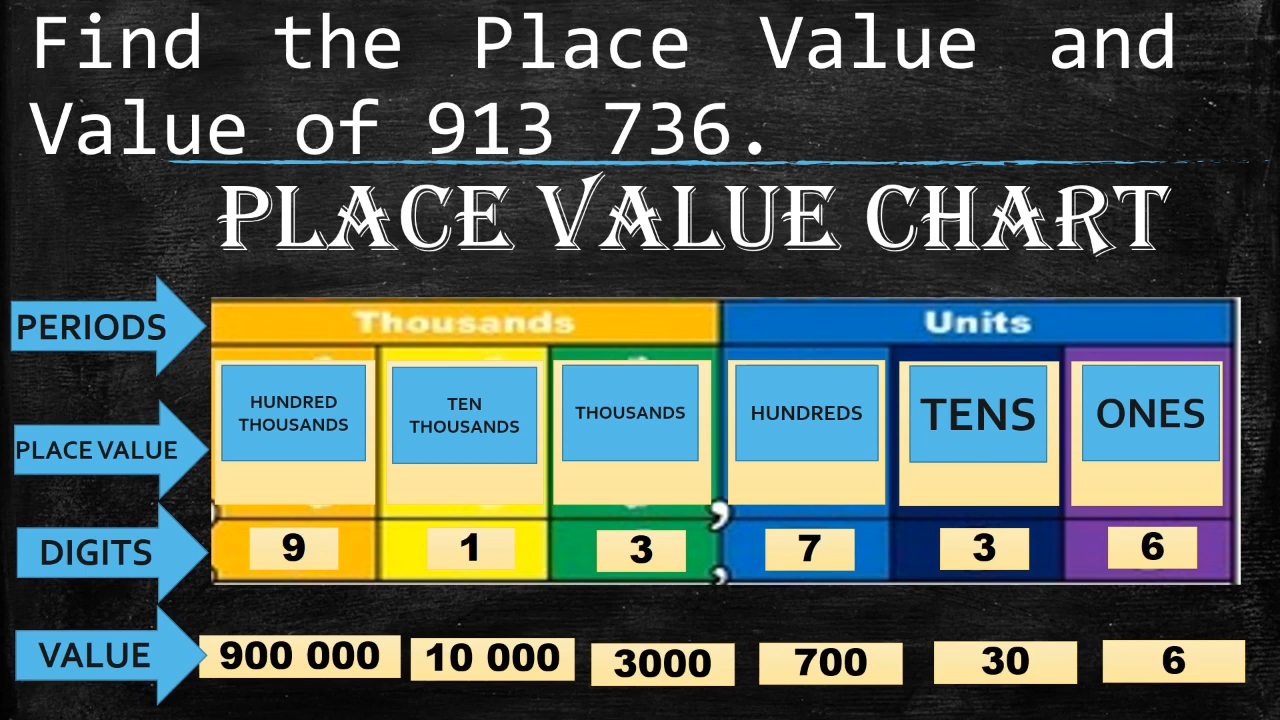 Find the Place Value and
Value of 913 736.
PLACE VALUE CHART
PERIODS
Thousands Units
PLACE VALUE
HUNDRED
THOUSANDS
TEN
THOUSANDS
THOUSANDS
HUNDREDS
TENS
ONES
DIGITS
9 1 3 , 7 3 6
VALUE
900 000 10 000 3000 700 30 6